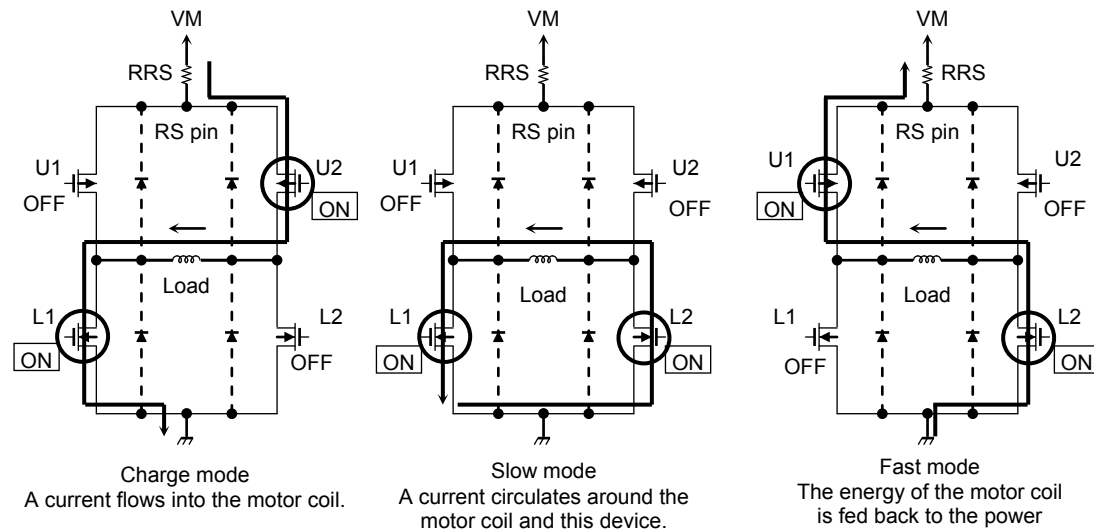 VM
RRS
RS pin
U1
OFF
U2
ON
Load
L1
ON
L2
OFF
Charge mode
A current flows into the motor coil.
VM
RRS
RS pin
U1
OFF
U2
OFF
Load
L1
ON
L2
ON
Slow mode
A current circulates around the
motor coil and this device.
VM
RRS
RS pin
U1
ON
U2
OFF
Load
L1
OFF
L2
ON
Fast mode
The energy of the motor coil
is fed back to the power